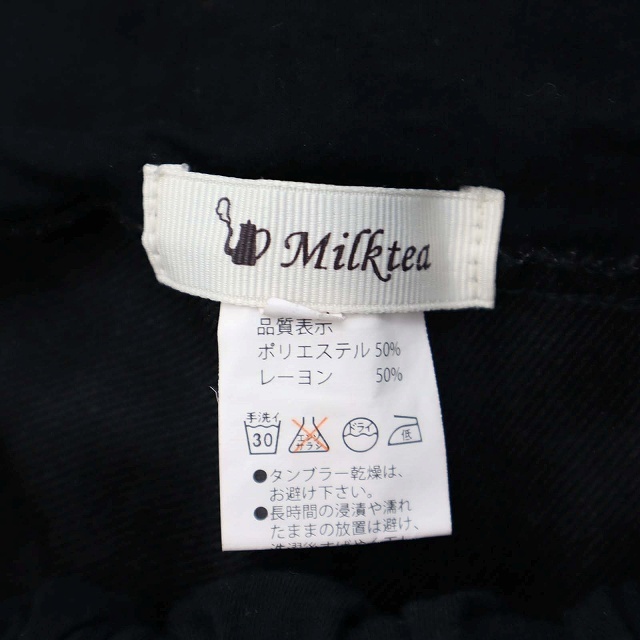 Milktea
品質表示
ポリエステル 50%
レーヨン 50%
手洗イ
30
エンソ
サラシ
ドライ
低
●タンブラー乾燥は、
お避け下さい。
●長時間の浸漬や濡れ
たままの放置は避け、